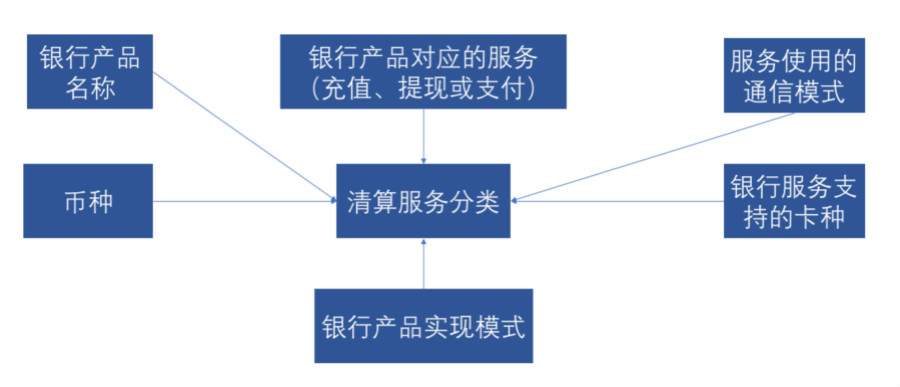 银行产品
名称
银行产品对应的服务
（充值、提现或支付）
服务使用的
通信模式
币种
清算服务分类
银行服务支
持的卡种
银行产品实现模式